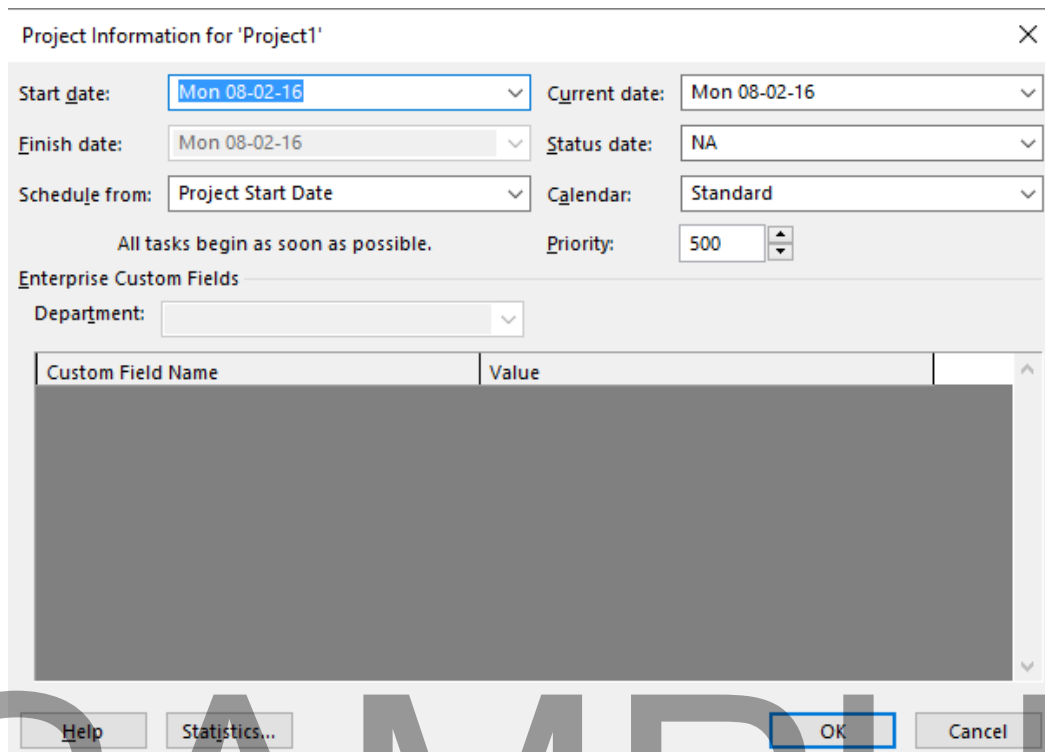 Project Information for 'Project1'
Start date: Mon 08-02-16 Current date: Mon 08-02-16
Finish date: Mon 08-02-16 Status date: NA
Schedule from: Project Start Date Calendar: Standard
All tasks begin as soon as possible. Priority: 500
Enterprise Custom Fields
Department:
Custom Field Name Value
Help Statistics... OK Cancel